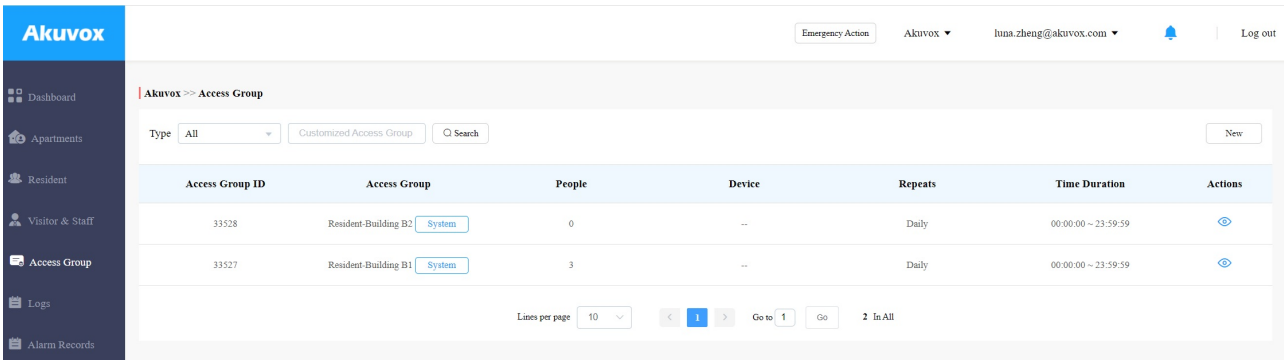 Akuvox
Emergency Action
Akuvox
luna.zheng@akuvox.com
Log out
Dashboard
Apartments
Resident
Visitor & Staff
Access Group
Logs
Alarm Records
Akuvox >> Access Group
Type All Customized Access Group Search New
Access Group ID Access Group People Device Repeats Time Duration Actions
33528 Resident-Building B2 System 0 -- Daily 00:00:00 ~ 23:59:59
33527 Resident-Building B1 System 3 -- Daily 00:00:00 ~ 23:59:59
Lines per page 10 < 1 > Go to 1 Go 2 In All